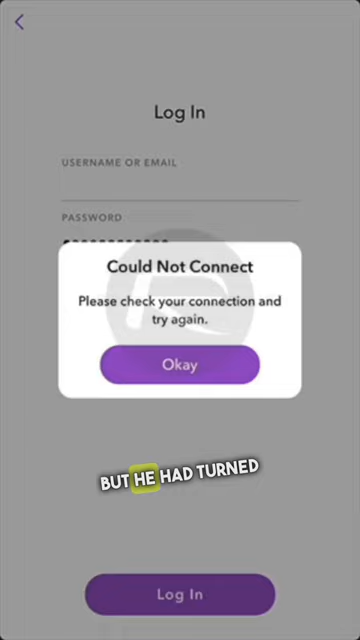 Log In
USERNAME OR EMAIL
PASSWORD
Could Not Connect
Please check your connection and
try again.
Okay
BUT HE HAD TURNED
Log In